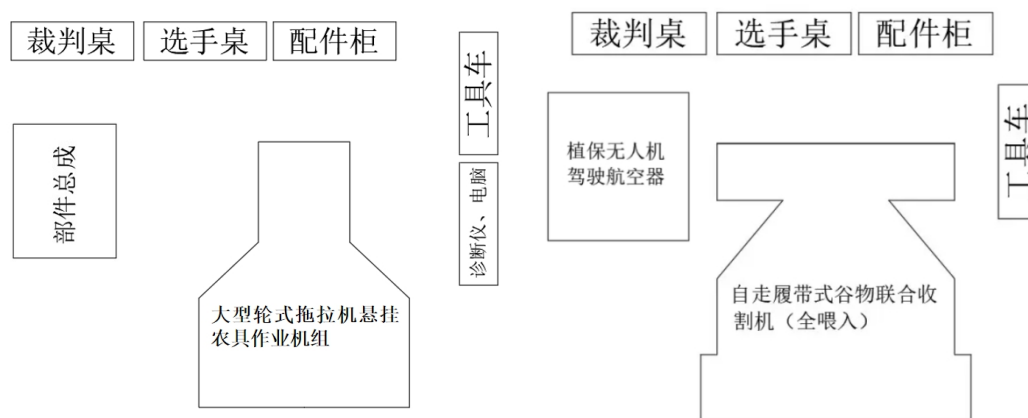 裁判桌
选手桌
配件柜
工具车
部件总成
诊断仪、电脑
大型轮式拖拉机悬挂
农具作业机组
裁判桌
选手桌
配件柜
工具车
植保无人机
驾驶航空器
自走履带式谷物联合收
割机（全喂入）